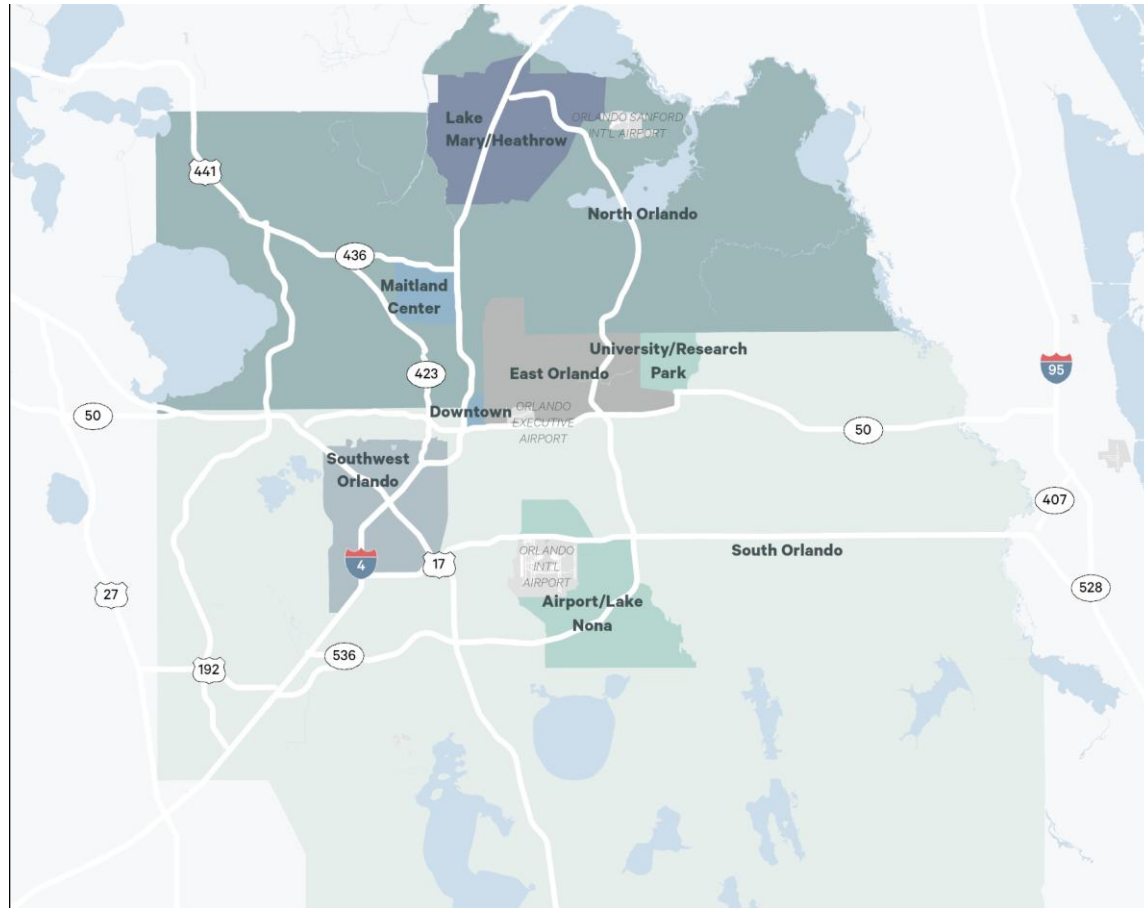 Lake
Mary/Heathrow
ORLANDO SANFORD
INT'L AIRPORT
441
North Orlando
436
Maitland
Center
University/Research
Park
East Orlando
423
95
Downtown
ORLANDO
EXECUTIVE
AIRPORT
50
50
Southwest
Orlando
407
South Orlando
ORLANDO
INT'L
AIRPORT
4
17
528
27
Airport/Lake
Nona
536
192